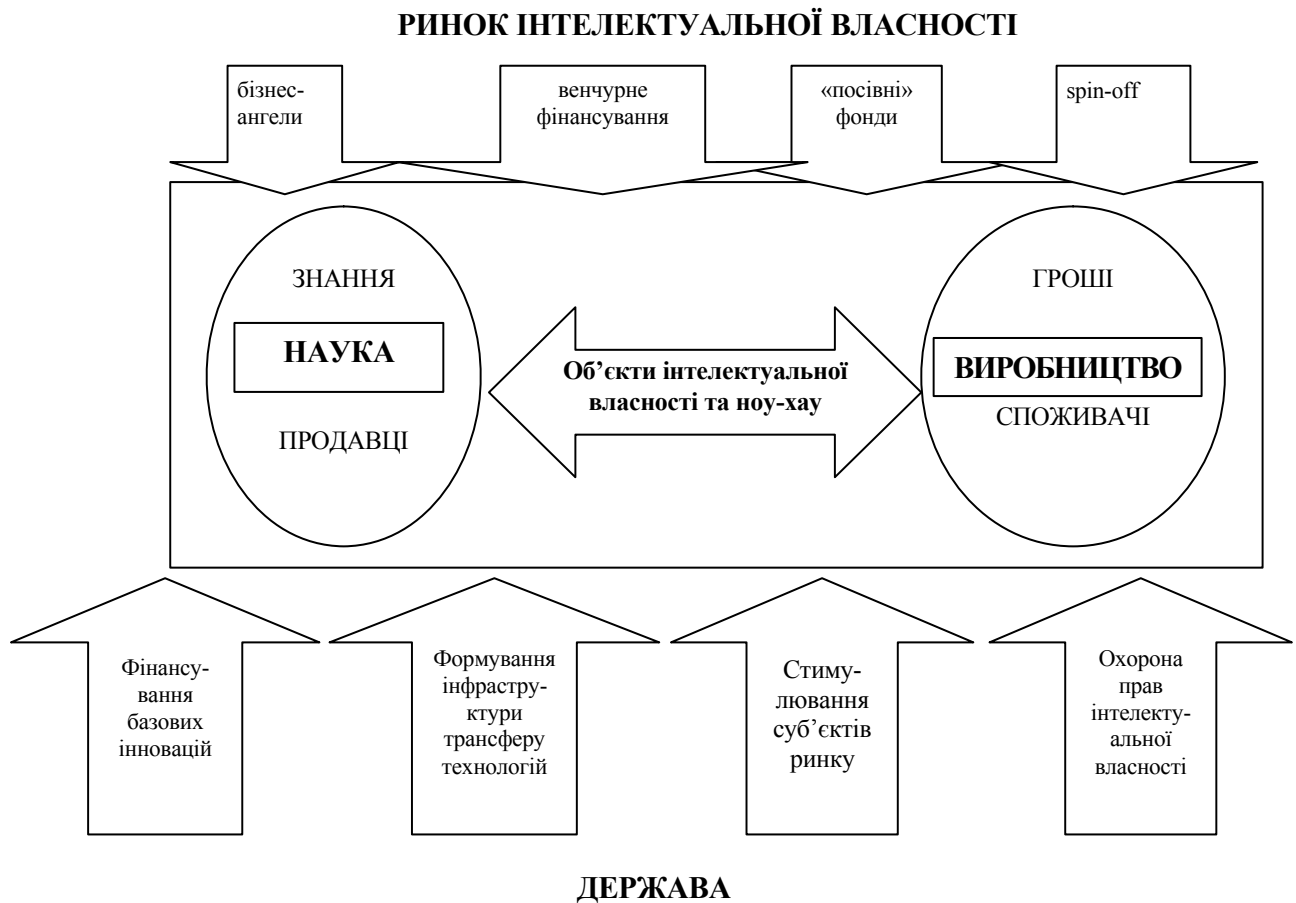 РИНОК ІНТЕЛЕКТУАЛЬНОЇ ВЛАСНОСТІ
бізнес-
ангели
венчурне
фінансування
«посівні»
фонди
spin-off
ЗНАННЯ
НАУКА
ПРОДАВЦІ
Об’єкти інтелектуальної
власності та ноу-хау
ГРОШІ
ВИРОБНИЦТВО
СПОЖИВАЧІ
Фінансу-
вання
базових
інновацій
Формування
інфрастру-
ктури
трансферу
технологій
Стиму-
лювання
суб’єктів
ринку
Охорона
прав
інтелекту-
альної
власності
ДЕРЖАВА